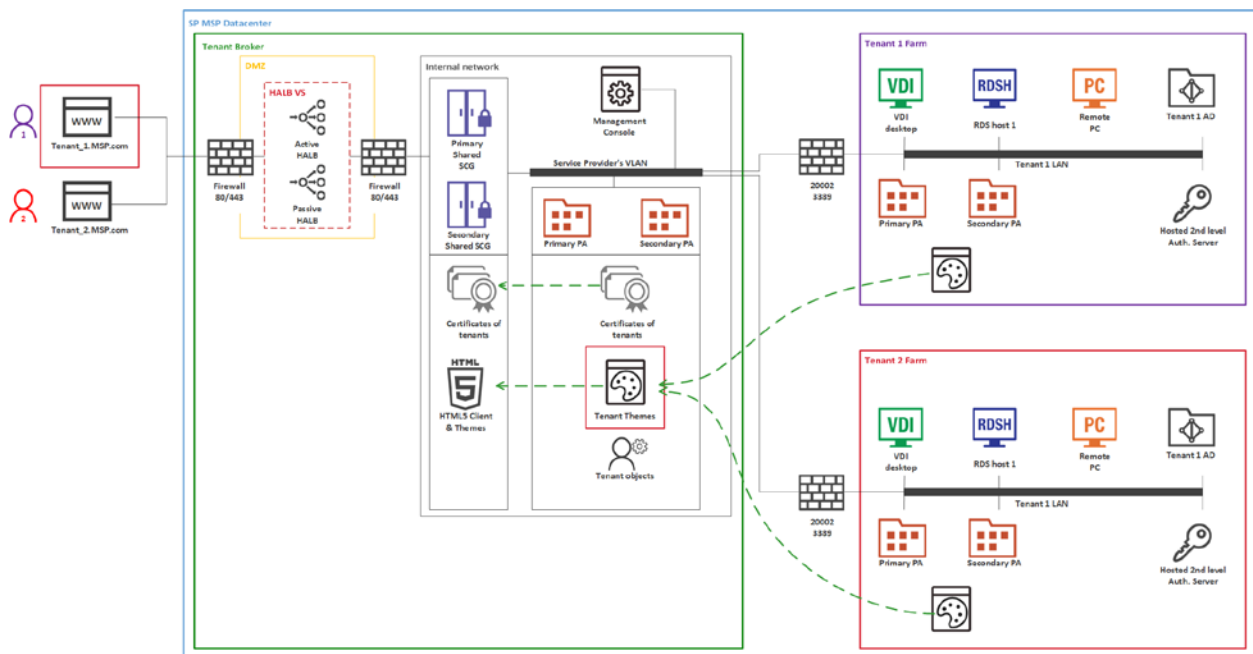 SP MSP Datacenter
Tenant Broker
DMZ
HALB VS
Active
HALB
Passive
HALB
1
WWW
Tenant_1.MSP.com
2
WWW
Tenant_2.MSP.com
Firewall
80/443
Firewall
80/443
Internal network
Primary
Shared
SCG
Secondary
Shared SCG
Management
Console
Service Provider's VLAN
Primary PA
Secondary PA
Certificates of
tenants
Certificates of
tenants
HTML
5
HTML5 Client
& Themes
Tenant Themes
Tenant objects
20002
3389
20002
3389
Tenant 1 Farm
VDI
VDI
desktop
RDSH
RDS host 1
PC
Remote
PC
Tenant 1 AD
Tenant 1 LAN
Primary PA
Secondary PA
Hosted 2nd level
Auth. Server
Tenant 2 Farm
VDI
VDI
desktop
RDSH
RDS host 1
PC
Remote
PC
Tenant 1 AD
Tenant 1 LAN
Primary PA
Secondary PA
Hosted 2nd level
Auth. Server